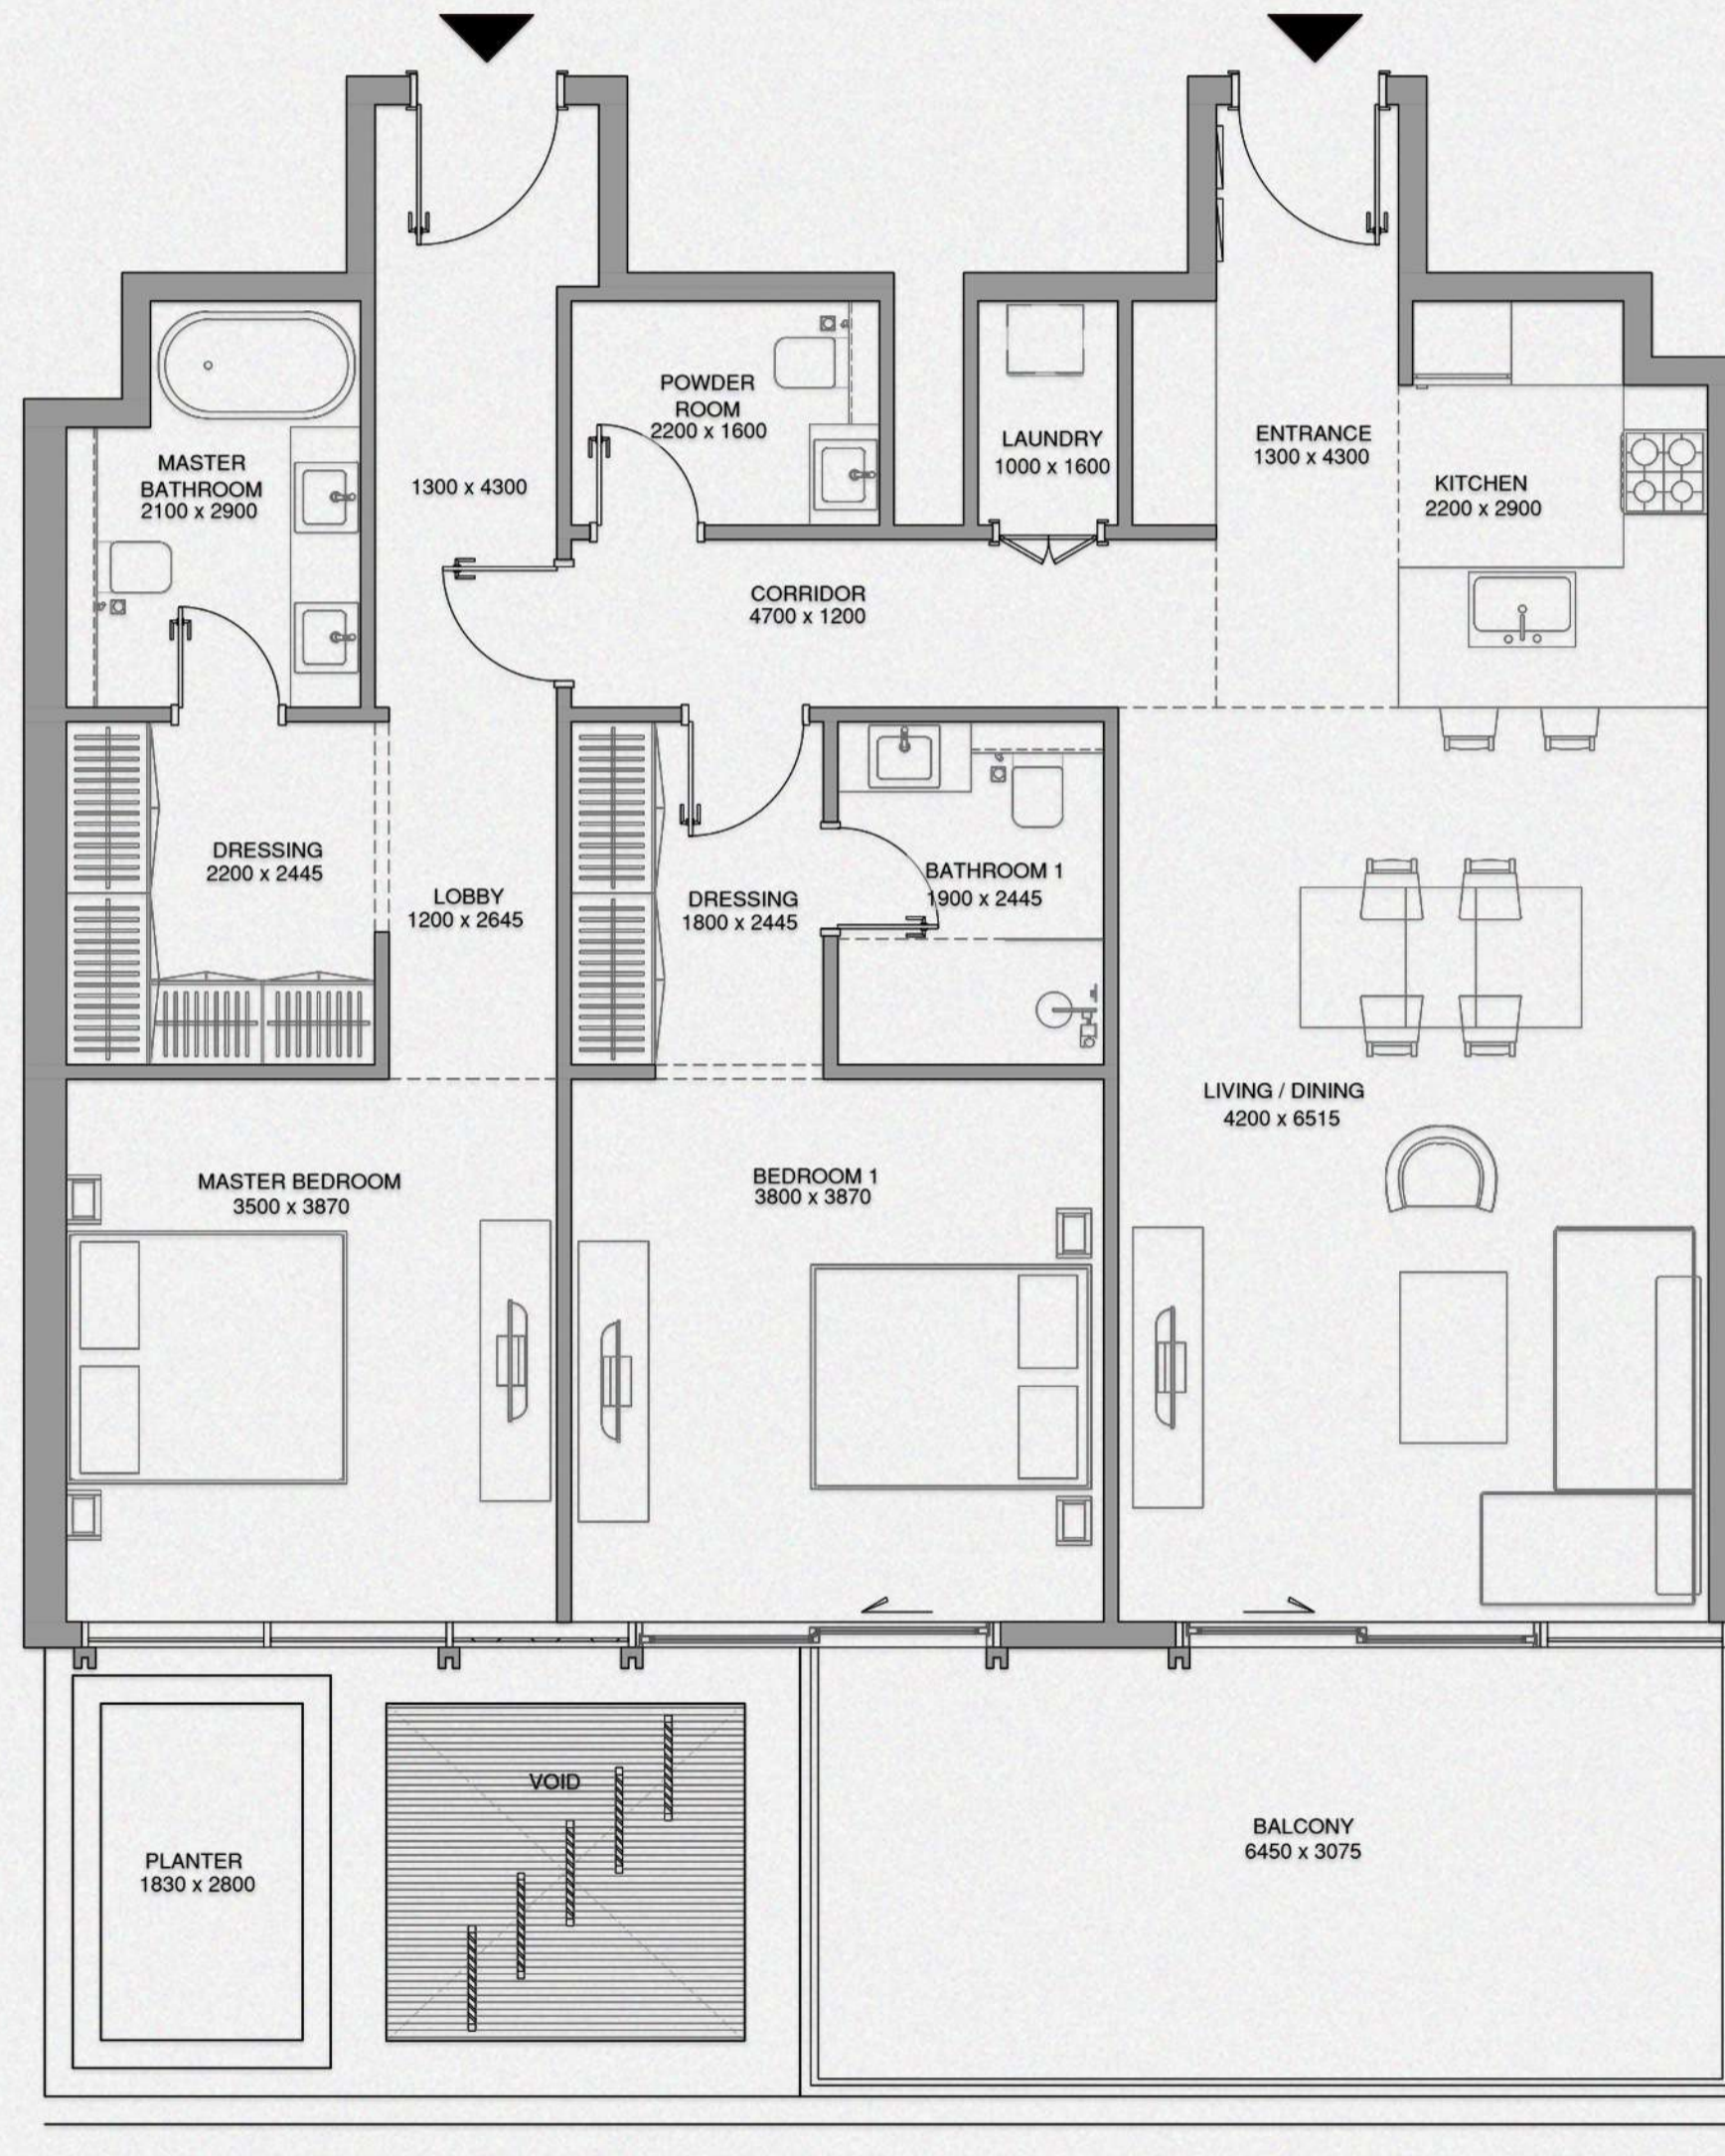 POWDER
ROOM
2200 x 1600
LAUNDRY
1000 x 1600
ENTRANCE
1300 x 4300
MASTER
BATHROOM
2100 x 2900
1300 x 4300
KITCHEN
2200 x 2900
CORRIDOR
4700 x 1200
DRESSING
2200 x 2445
LOBBY
1200 x 2645
DRESSING
1800 x 2445
BATHROOM 1
1900 x 2445
LIVING / DINING
4200 x 6515
MASTER BEDROOM
3500 x 3870
BEDROOM 1
3800 x 3870
VOID
PLANTER
1830 x 2800
BALCONY
6450 x 3075